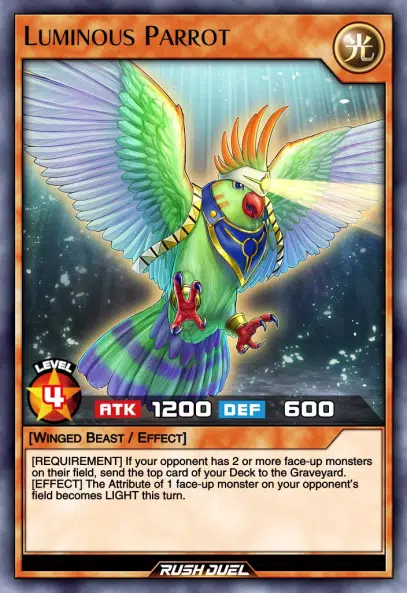 LUMINOUS PARROT
光
LEVEL
4
ATK 1200 DEF 600
[WINGED BEAST / EFFECT]
[REQUIREMENT] If your opponent has 2 or more face-up monsters
on their field, send the top card of your Deck to the Graveyard.
[EFFECT] The Attribute of 1 face-up monster on your opponent's
field becomes LIGHT this turn.
RUSH DUEL